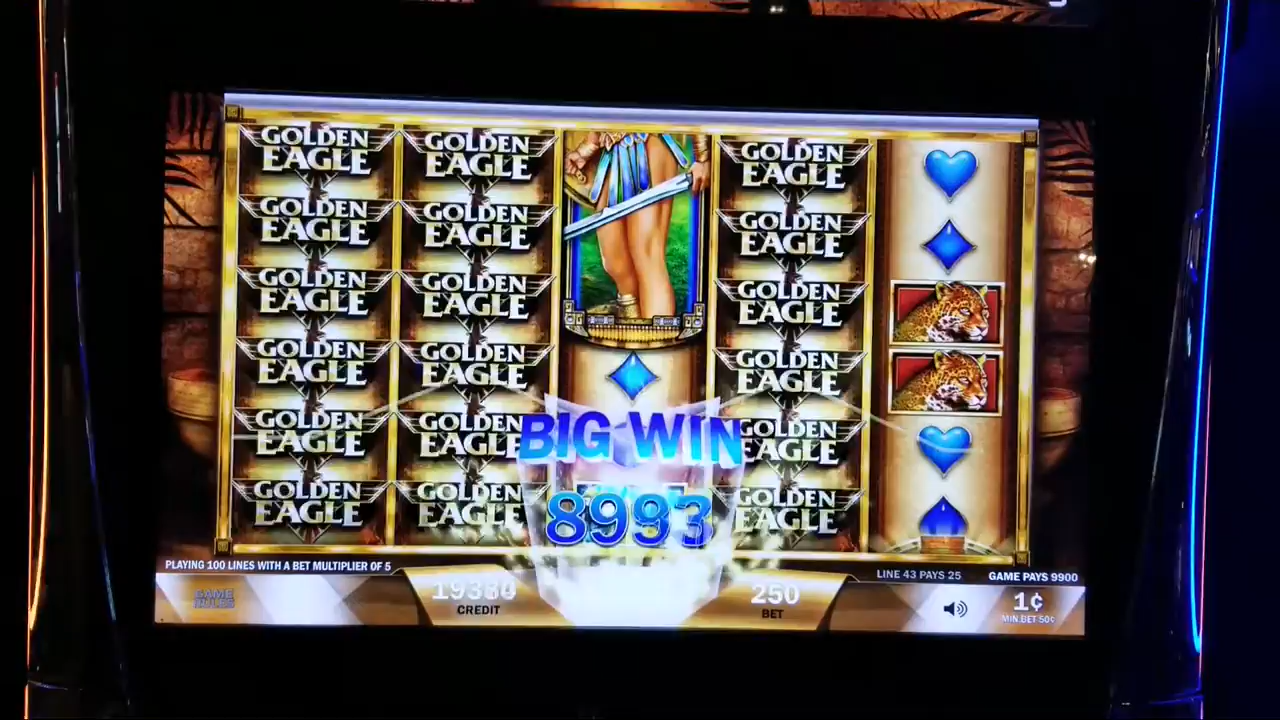 GOLDEN EAGLE GOLDEN EAGLE GOLDEN EAGLE
GOLDEN EAGLE GOLDEN EAGLE GOLDEN EAGLE
GOLDEN EAGLE GOLDEN EAGLE GOLDEN EAGLE
GOLDEN EAGLE GOLDEN EAGLE GOLDEN EAGLE
GOLDEN EAGLE GOLDEN EAGLE GOLDEN EAGLE
GOLDEN EAGLE GOLDEN EAGLE GOLDEN EAGLE
BIG WIN
8993
PLAYING 100 LINES WITH A BET MULTIPLIER OF 5
LINE 43 PAYS 25 GAME PAYS 9900
GAME RULES
CREDIT
250
BET
1¢
MIN.BET 50¢